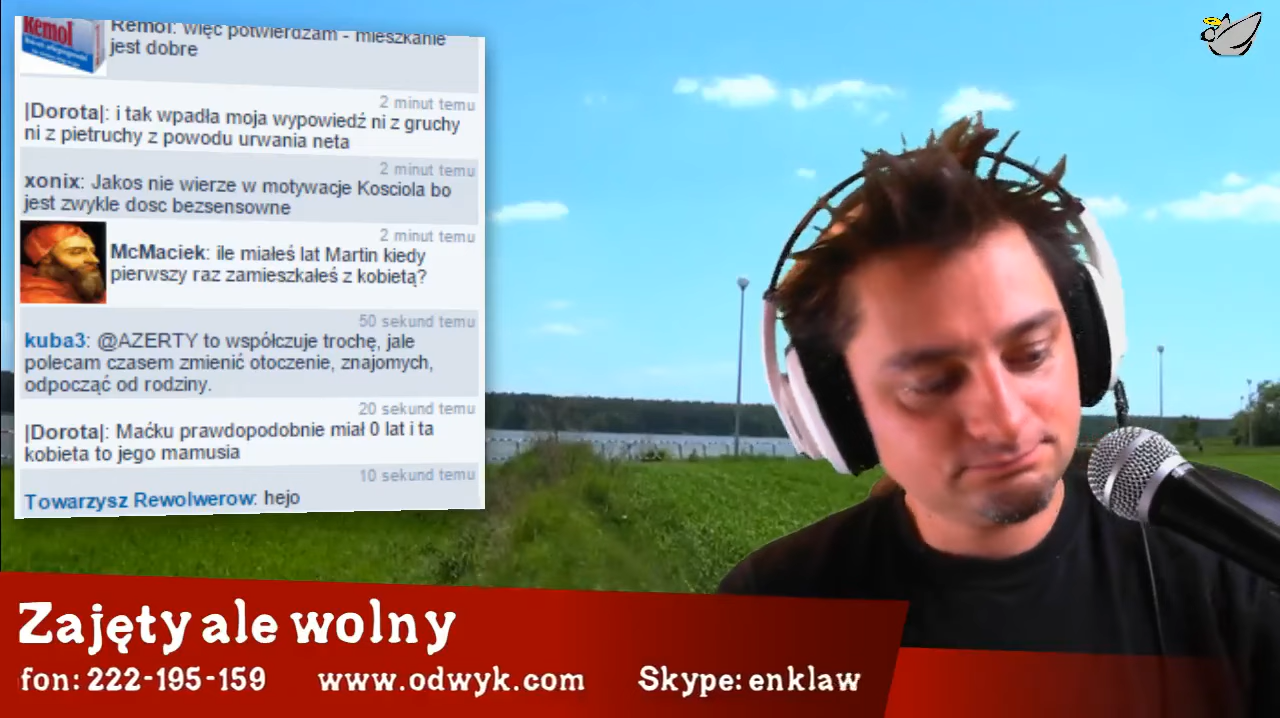 Remol
Remol: więc potwierdzam - mieszkanie
jest dobre
2 minut temu
|Dorota|: i tak wpadła moja wypowiedź ni z gruchy
ni z pietruchy z powodu urwania neta
2 minut temu
xonix: Jakos nie wierze w motywacje Kosciola bo
jest zwykle dosc bezsensowne
2 minut temu
McMaciek: ile miałeś lat Martin kiedy
pierwszy raz zamieszkałeś z kobietą?
50 sekund temu
kuba3: @AZERTY to współczuje trochę, jale
polecam czasem zmienić otoczenie, znajomych,
odpocząć od rodziny.
20 sekund temu
|Dorota|: Maćku prawdopodobnie miał 0 lat i ta
kobieta to jego mamusia
10 sekund temu
Towarzysz Rewolwerow: hejo
Zajęty ale wolny
fon: 222-195-159 www.odwyk.com Skype: enklaw